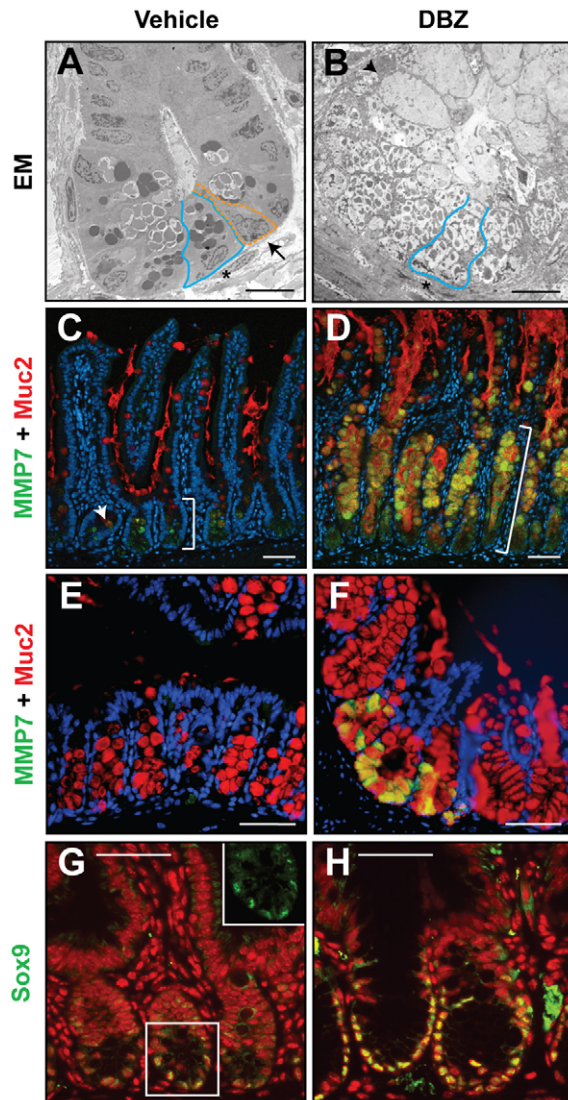 Vehicle DBZ
EM
A B
*
*
MMP7 + Muc2
C D
MMP7 + Muc2
E F
Sox9
G H